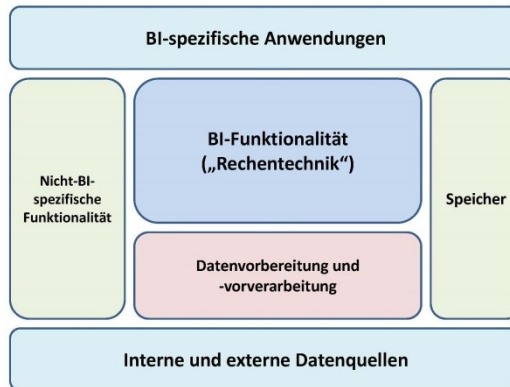 BI-spezifische Anwendungen
Nicht-BI-
spezifische
Funktionalität
BI-Funktionalität
(„Rechentechnik“)
Datenvorbereitung und
-vorverarbeitung
Speicher
Interne und externe Datenquellen